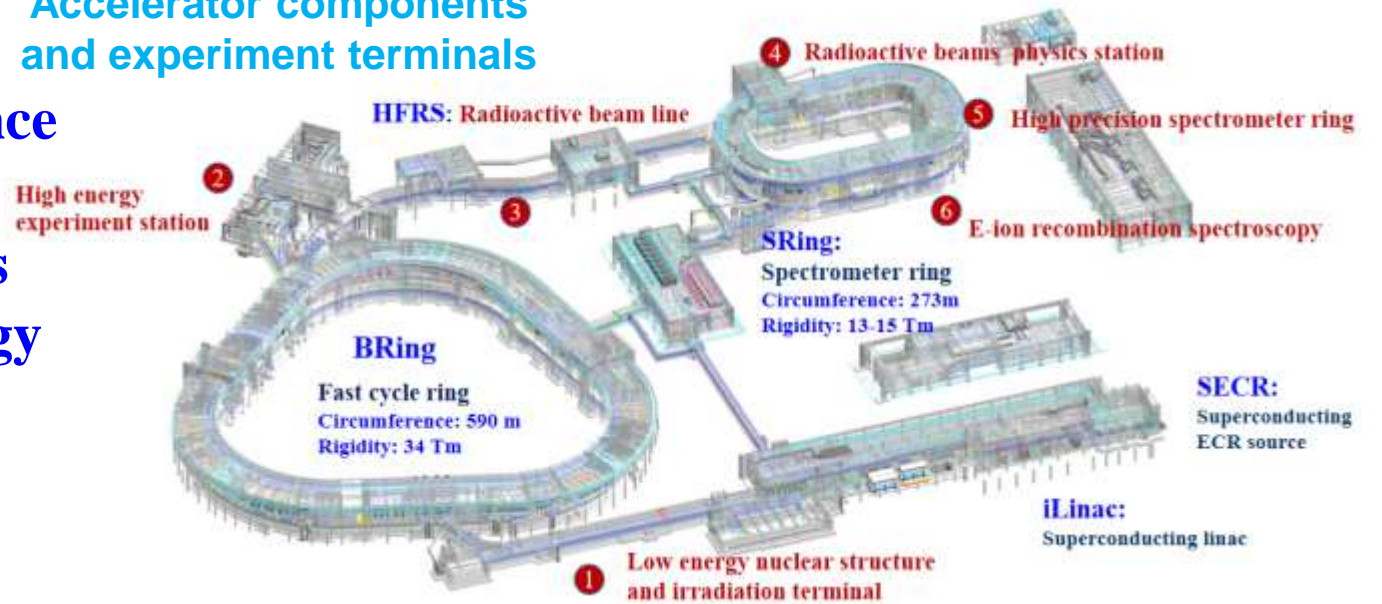 Accelerator components
and experiment terminals
HFRS: Radioactive beam line
4 Radioactive beams physics station
5 High precision spectrometer ring
2
High energy
experiment station
3
6 E-ion recombination spectroscopy
SRing:
Spectrometer ring
Circumference: 273m
Rigidity: 13-15 Tm
BRing
Fast cycle ring
Circumference: 590 m
Rigidity: 34 Tm
SECR:
Superconducting
ECR source
iLinac:
Superconducting linac
1 Low energy nuclear structure
and irradiation terminal